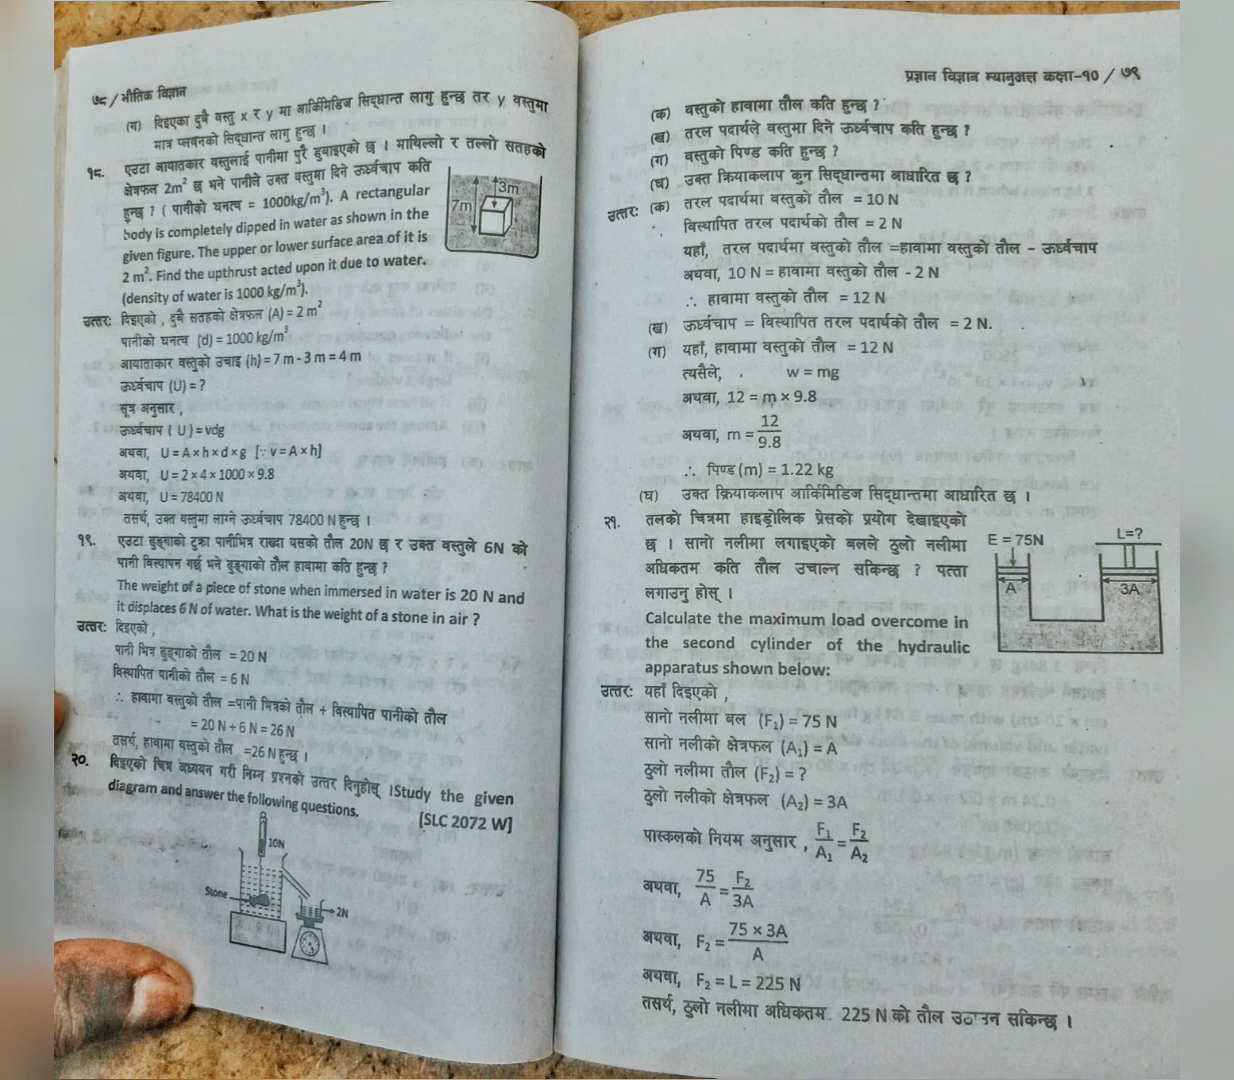 ७८ / भौतिक विज्ञान
(ग) दिइएका दुवै वस्तु x र y मा आर्किमिडिज सिद्धान्त लागु हुन्छ तर y वस्तुमा
मात्र प्लवनको सिद्धान्त लागु हुन्छ ।
१८. एउटा आयातकार वस्तुलाई पानीमा पुरै डुबाइएको छ । माथिल्लो र तल्लो सतहको
क्षेत्रफल 2m² छ भने पानीले उक्त वस्तुमा दिने ऊर्ध्वचाप कति
हुन्छ ? ( पानीको घनत्व = 1000kg/m³). A rectangular
body is completely dipped in water as shown in the
given figure. The upper or lower surface area of it is
2 m². Find the upthrust acted upon it due to water.
(density of water is 1000 kg/m³).
3m
7m
उत्तर: दिइएको , दुबै सतहको क्षेत्रफल (A) = 2 m²
पानीको घनत्व (d) = 1000 kg/m³
आयाताकार वस्तुको उचाइ (h) = 7 m - 3 m = 4 m
ऊर्ध्वचाप (U) = ?
सूत्र अनुसार ,
ऊर्ध्वचाप ( U ) = vdg
अथवा, U = A × h × d × g [∵ v = A × h]
अथवा, U = 2 × 4 × 1000 × 9.8
अथवा, U = 78400 N
तसर्थ, उक्त वस्तुमा लाग्ने ऊर्ध्वचाप 78400 N हुन्छ ।
१९. एउटा ढुङ्गाको टुक्रा पानीभित्र राख्दा यसको तौल 20N छ र उक्त वस्तुले 6N को
पानी विस्थापन गर्छ भने ढुङ्गाको तौल हावामा कति हुन्छ ?
The weight of a piece of stone when immersed in water is 20 N and
it displaces 6 N of water. What is the weight of a stone in air ?
उत्तर: दिइएको ,
पानी भित्र ढुङ्गाको तौल = 20 N
विस्थापित पानीको तौल = 6 N
∴ हावामा वस्तुको तौल =पानी भित्रको तौल + विस्थापित पानीको तौल
= 20 N + 6 N = 26 N
तसर्थ, हावामा वस्तुको तौल =26 N हुन्छ ।
२०. दिइएको चित्र अध्ययन गरी निम्न प्रश्नको उत्तर दिनुहोस् ।Study the given
diagram and answer the following questions. [SLC 2072 W]
10N
Stone
2N
प्रज्ञान विज्ञान म्यानुअल कक्षा-१० / ७९
(क) वस्तुको हावामा तौल कति हुन्छ ?
(ख) तरल पदार्थले वस्तुमा दिने ऊर्ध्वचाप कति हुन्छ ?
(ग) वस्तुको पिण्ड कति हुन्छ ?
(घ) उक्त क्रियाकलाप कुन सिद्धान्तमा आधारित छ ?
उत्तर: (क) तरल पदार्थमा वस्तुको तौल = 10 N
विस्थापित तरल पदार्थको तौल = 2 N
यहाँ, तरल पदार्थमा वस्तुको तौल =हावामा वस्तुको तौल - ऊर्ध्वचाप
अथवा, 10 N = हावामा वस्तुको तौल - 2 N
∴ हावामा वस्तुको तौल = 12 N
(ख) ऊर्ध्वचाप = विस्थापित तरल पदार्थको तौल = 2 N.
(ग) यहाँ, हावामा वस्तुको तौल = 12 N
त्यसैले, w = mg
अथवा, 12 = m × 9.8
अथवा, m = 12/9.8
∴ पिण्ड (m) = 1.22 kg
(घ) उक्त क्रियाकलाप आर्किमिडिज सिद्धान्तमा आधारित छ ।
२१. तलको चित्रमा हाइड्रोलिक प्रेसको प्रयोग देखाइएको
छ । सानो नलीमा लगाइएको बलले ठुलो नलीमा
अधिकतम कति तौल उचाल्न सकिन्छ ? पत्ता
लगाउनु होस् ।
Calculate the maximum load overcome in
the second cylinder of the hydraulic
apparatus shown below:
E = 75N
L=?
A
3A
उत्तर: यहाँ दिइएको ,
सानो नलीमा बल (F₁) = 75 N
सानो नलीको क्षेत्रफल (A₁) = A
ठुलो नलीमा तौल (F₂) = ?
ठुलो नलीको क्षेत्रफल (A₂) = 3A
पास्कलको नियम अनुसार , F₁/A₁ = F₂/A₂
अथवा, 75/A = F₂/3A
अथवा, F₂ = 75 × 3A/A
अथवा, F₂ = L = 225 N
तसर्थ, ठुलो नलीमा अधिकतम 225 N को तौल उठाउन सकिन्छ ।